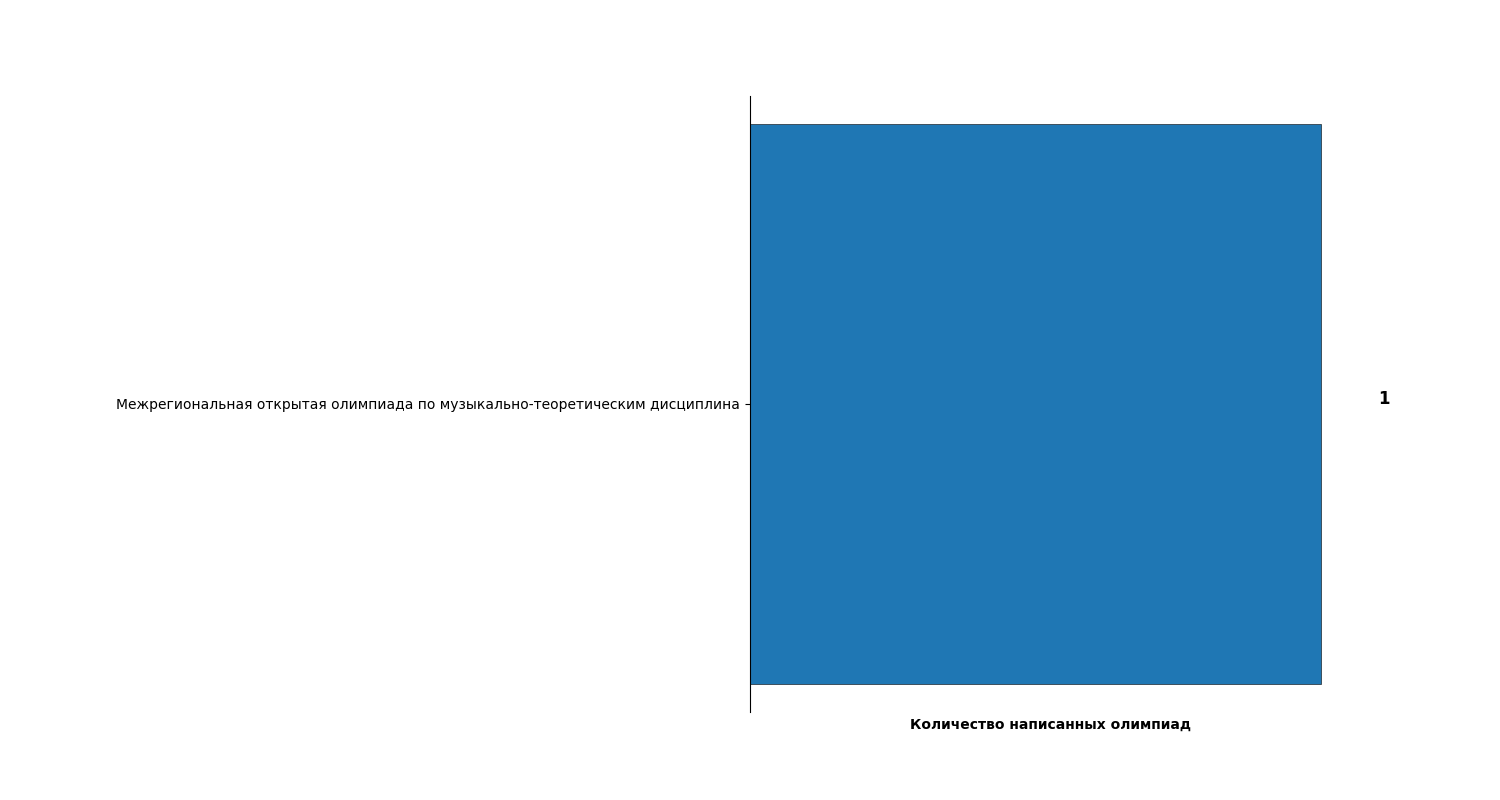 Межрегиональная открытая олимпиада по музыкально-теоретическим дисциплина
1
Количество написанных олимпиад